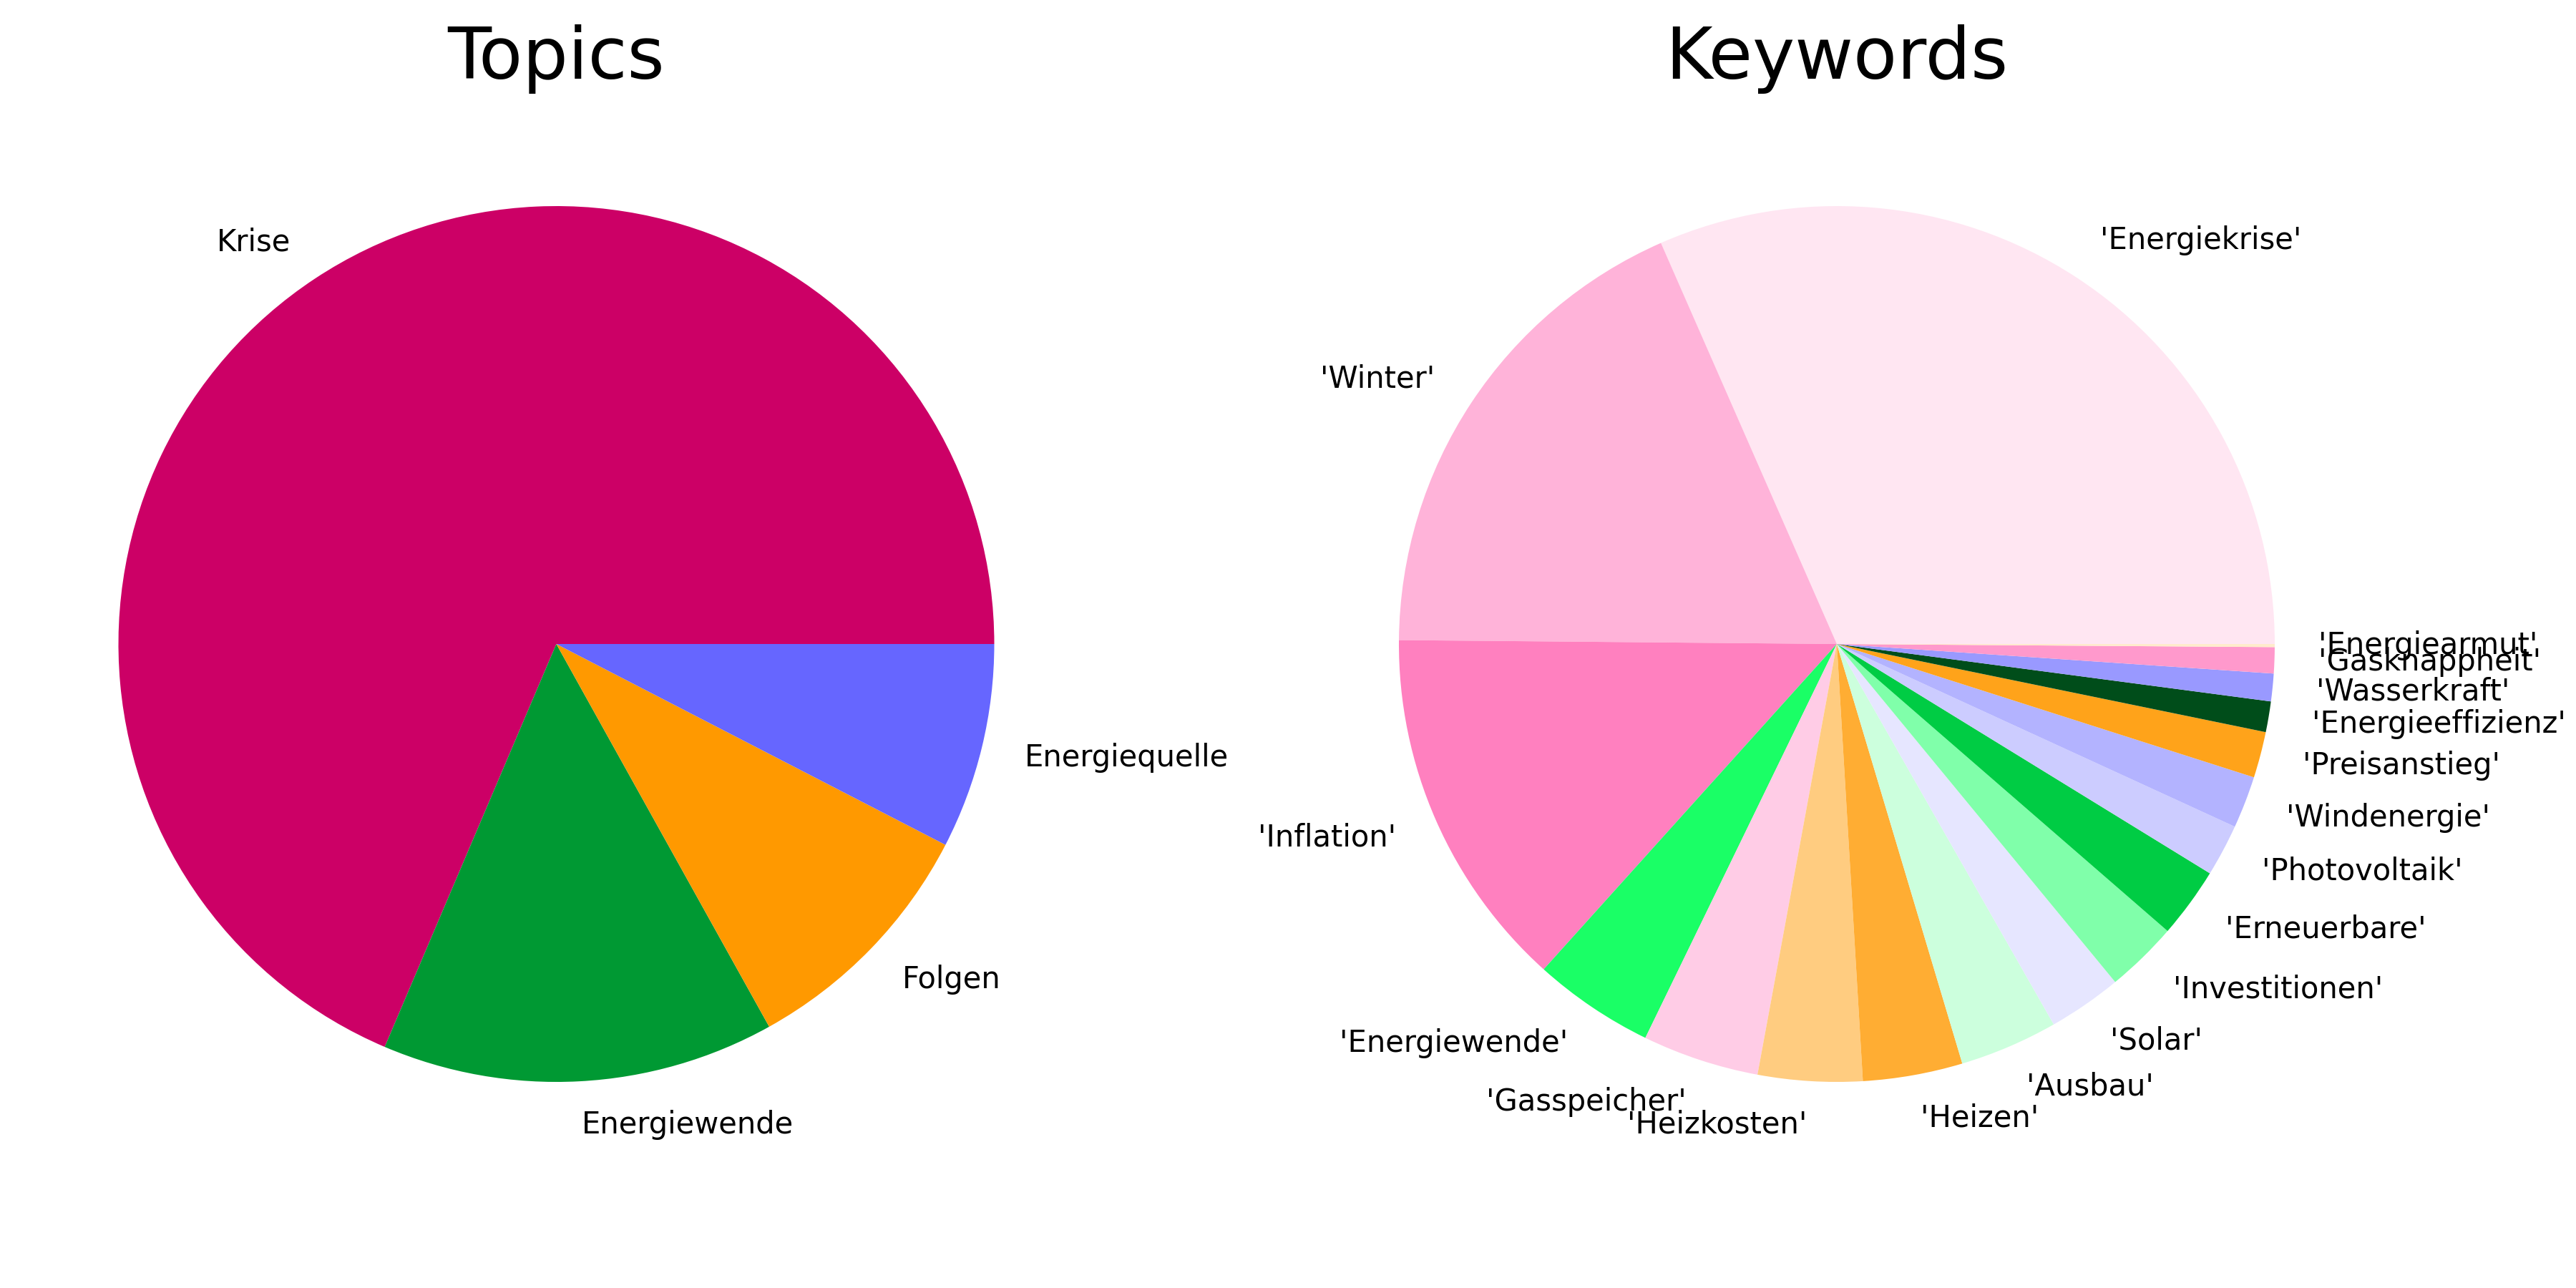 Topics
Krise
Energiequelle
Folgen
Energiewende
Keywords
'Energiekrise'
'Winter'
'Inflation'
'Energiewende'
'Gasspeicher'
'Heizkosten'
'Heizen'
'Ausbau'
'Solar'
'Investitionen'
'Erneuerbare'
'Photovoltaik'
'Windenergie'
'Preisanstieg'
'Energieeffizienz'
'Wasserkraft'
'Gasknappheit'
'Energiearmut'